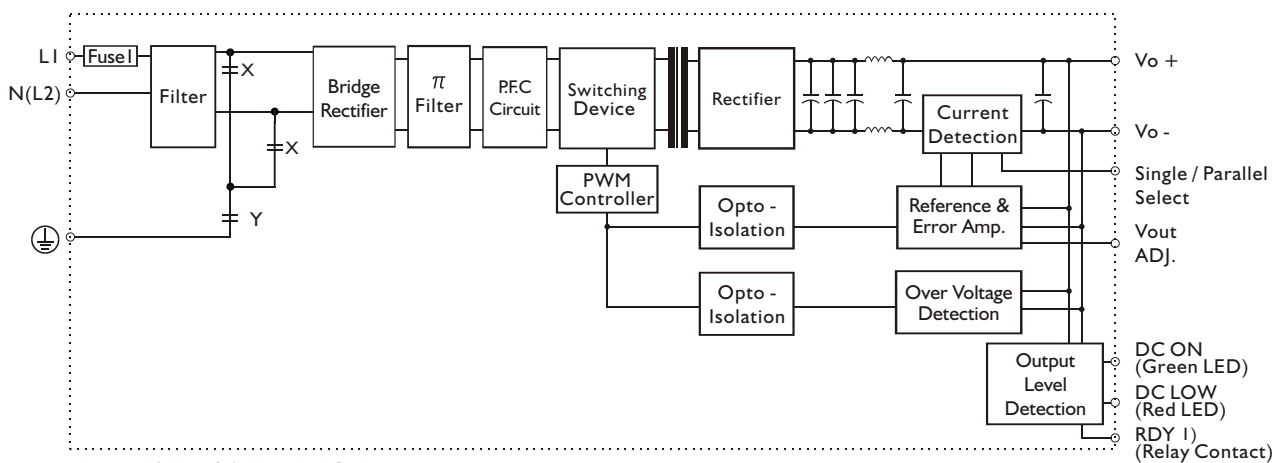 L1
Fuse1
N(L2)
Filter
X
X
Y
Bridge
Rectifier
π
Filter
P.F.C
Circuit
Switching
Device
PWM
Controller
Rectifier
Opto -
Isolation
Opto -
Isolation
Current
Detection
Reference &
Error Amp.
Over Voltage
Detection
Output
Level
Detection
Vo +
Vo -
Single / Parallel
Select
Vout
ADJ.
DC ON
(Green LED)
DC LOW
(Red LED)
RDY 1)
(Relay Contact)